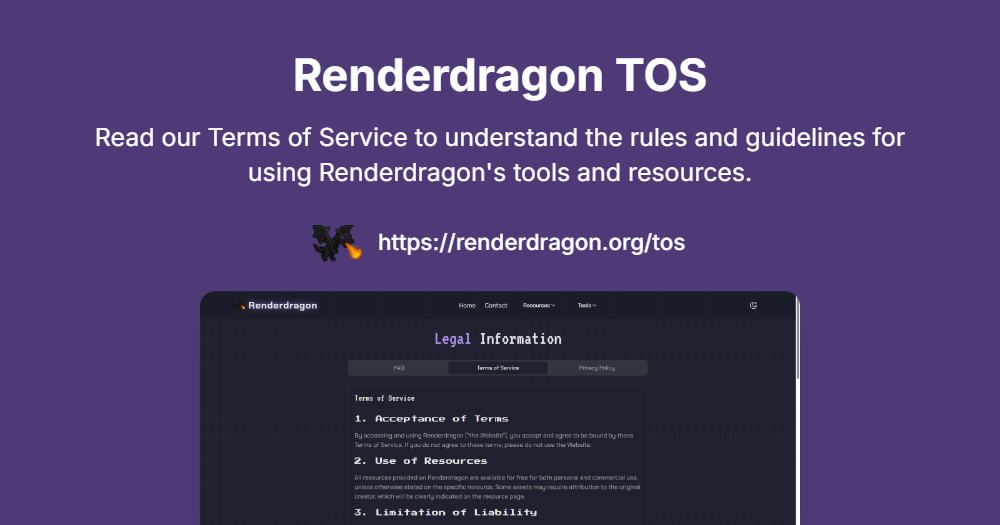 Renderdragon TOS
Read our Terms of Service to understand the rules and guidelines for
using Renderdragon's tools and resources.
https://renderdragon.org/tos
Renderdragon
Home Contact Resources Tools
Legal Information
FAQ Terms of Service Privacy Policy
Terms of Service
1. Acceptance of Terms
By accessing and using Renderdragon ("the Website"), you accept and agree to be bound by these
Terms of Service. If you do not agree to these terms, please do not use the Website.
2. Use of Resources
All resources provided on Renderdragon are available for free for both personal and commercial use,
unless otherwise stated on the specific resource. Some assets may require attribution to the original
creator, which will be clearly indicated on the resource page.
3. Limitation of Liability